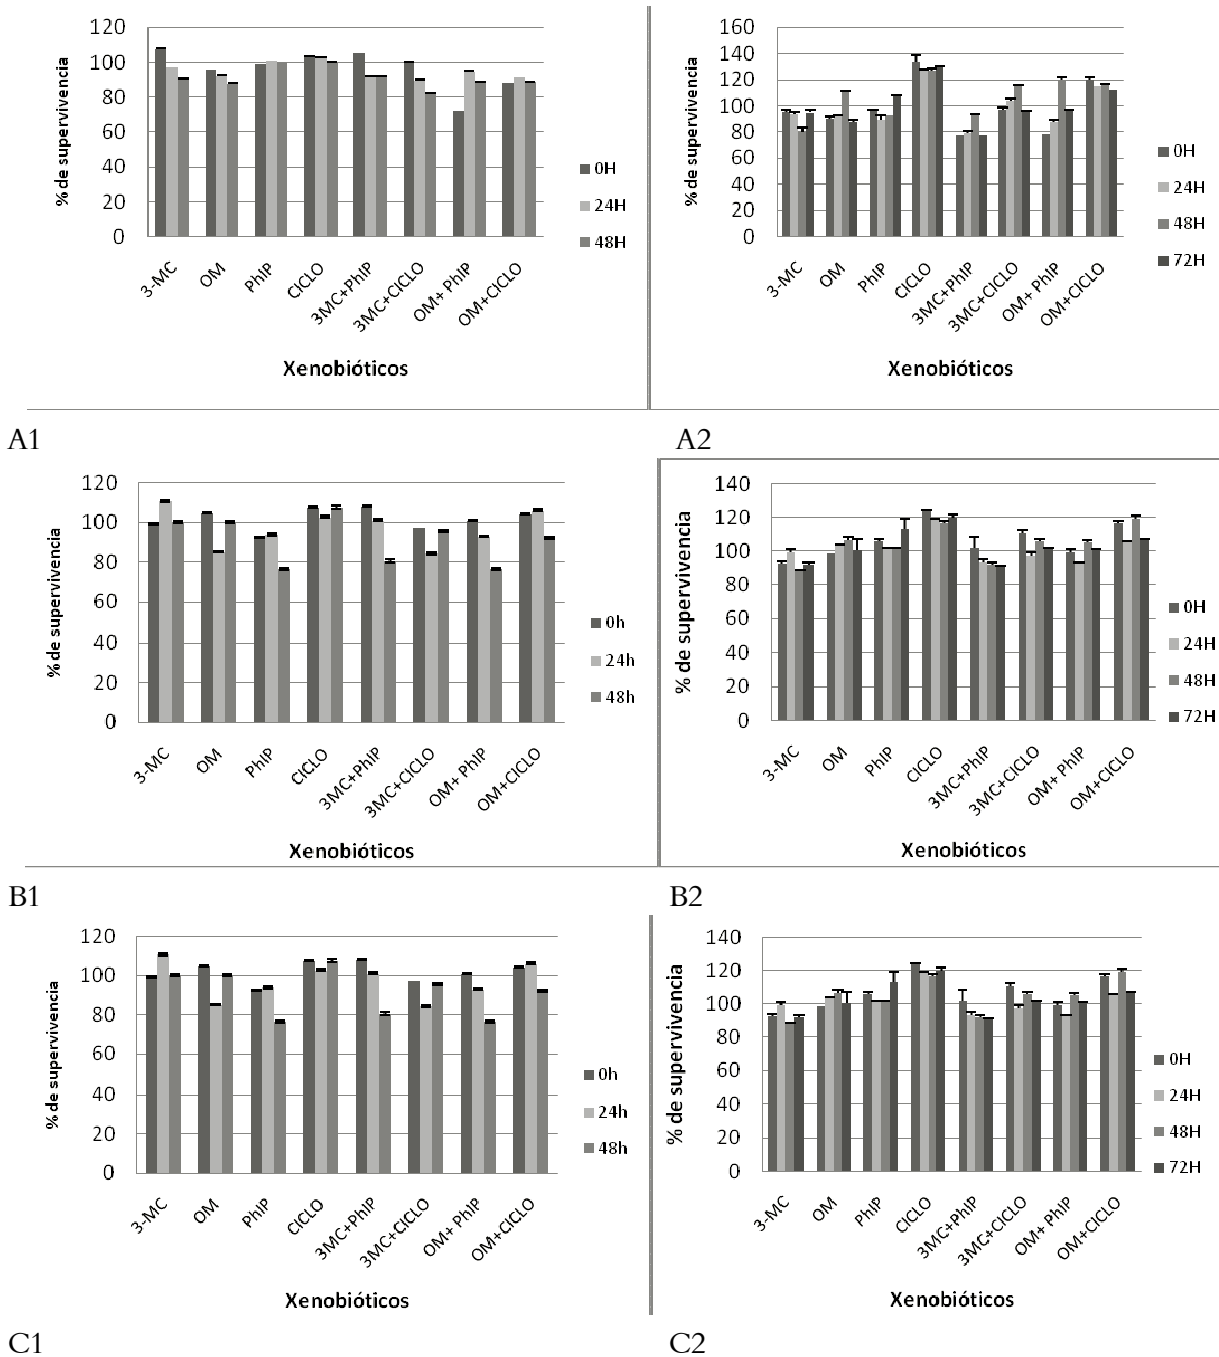 120
100
80
60
40
20
0
% de supervivencia
3-MC
OM
PhIP
CICLO
3MC+PhIP
3MC+CICLO
OM+ PhIP
OM+CICLO
Xenobióticos
0H
24H
48H
160
140
120
100
80
60
40
20
0
% de supervivencia
3-MC
OM
PhIP
CICLO
3MC+PhIP
3MC+CICLO
OM+ PhIP
OM+CICLO
Xenobióticos
0H
24H
48H
72H
A1
A2
120
100
80
60
40
20
0
% de supervivencia
3-MC
OM
PhIP
CICLO
3MC+PhIP
3MC+CICLO
OM+ PhIP
OM+CICLO
Xenobióticos
0h
24h
48h
140
120
100
80
60
40
20
0
% de supervivencia
3-MC
OM
PhIP
CICLO
3MC+PhIP
3MC+CICLO
OM+ PhIP
OM+CICLO
Xenobióticos
0H
24H
48H
72H
B1
B2
120
100
80
60
40
20
0
% de supervivencia
3-MC
OM
PhIP
CICLO
3MC+PhIP
3MC+CICLO
OM+ PhIP
OM+CICLO
Xenobióticos
0h
24h
48h
140
120
100
80
60
40
20
0
% de supervivencia
3-MC
OM
PhIP
CICLO
3MC+PhIP
3MC+CICLO
OM+ PhIP
OM+CICLO
Xenobióticos
0H
24H
48H
72H
C1
C2